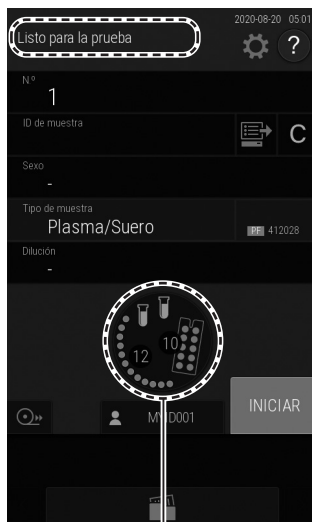 2020-08-20 05:01
Listo para la prueba
?
Nº
1
ID de muestra
C
Sexo
-
Tipo de muestra
Plasma/Suero
PF 412028
Dilución
-
12
10
INICIAR
MYID001